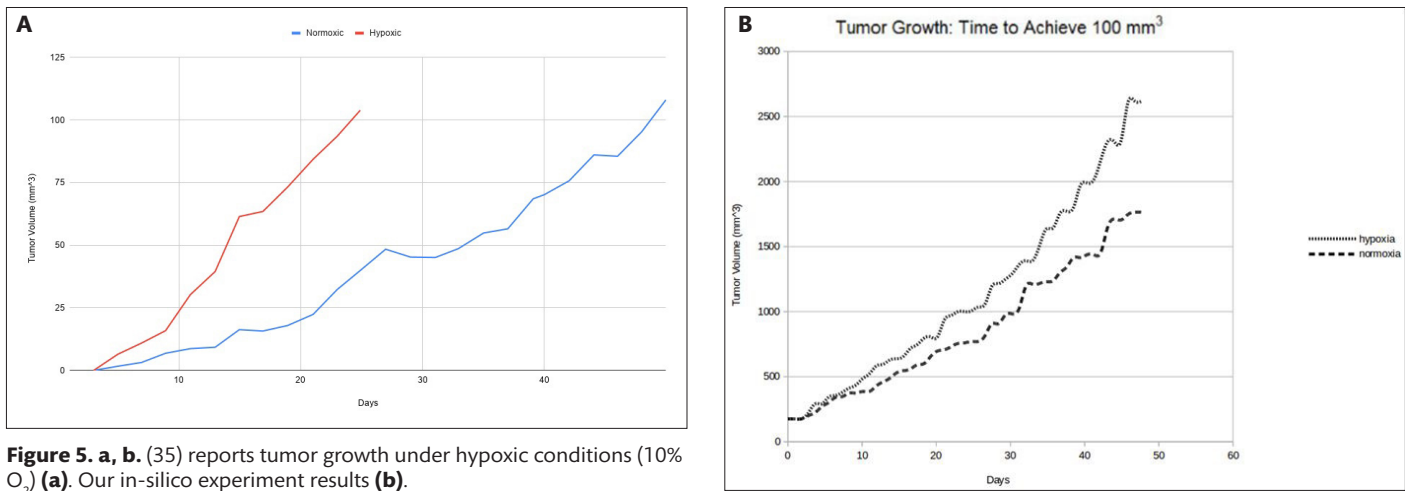 A
Normoxic Hypoxic
125
100
75
50
25
0
Tumor Volume (mm^3)
10 20 30 40
Days
Figure 5. a, b. (35) reports tumor growth under hypoxic conditions (10%
O2) (a). Our in-silico experiment results (b).
B
Tumor Growth: Time to Achieve 100 mm³
3000
2500
2000
1500
1000
500
0
Tumor Volume (mm^3)
0 10 20 30 40 50 60
Days
hypoxia
normoxia